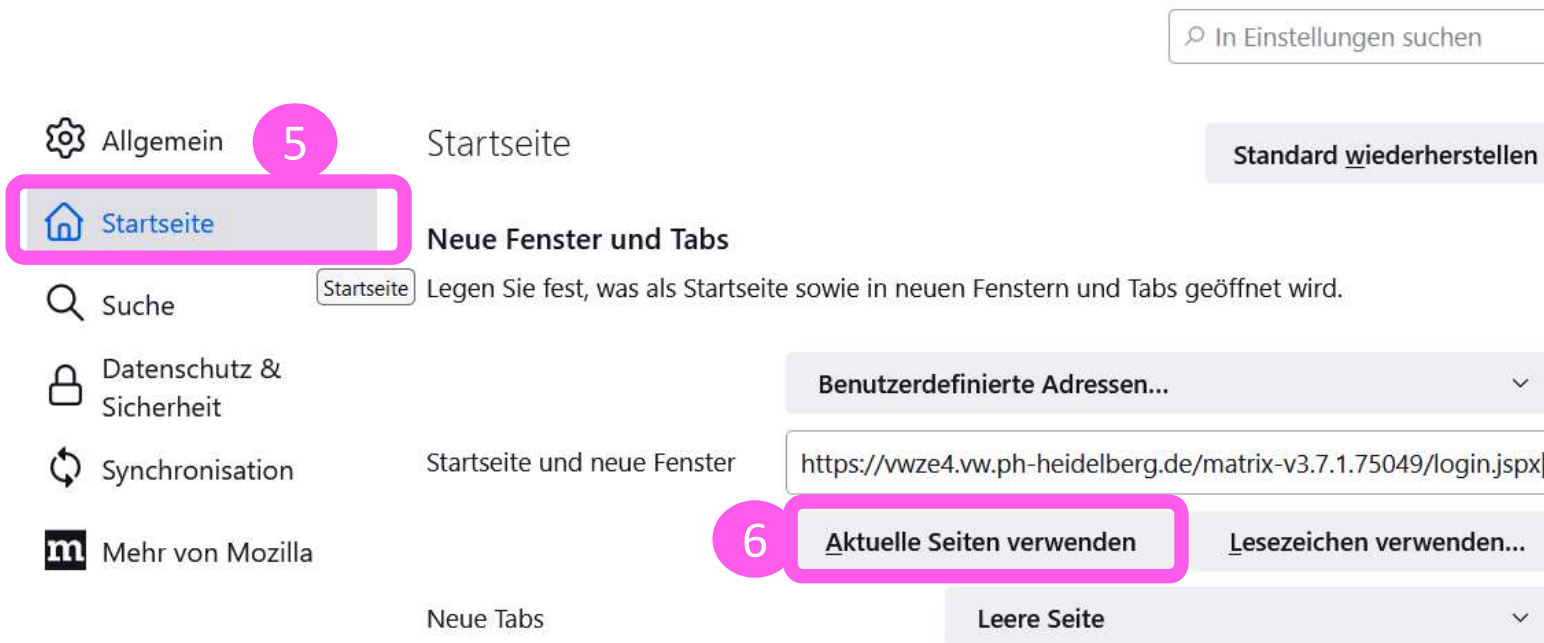 In Einstellungen suchen
Allgemein
5
Startseite
Standard wiederherstellen
Startseite
Neue Fenster und Tabs
Startseite
Legen Sie fest, was als Startseite sowie in neuen Fenstern und Tabs geöffnet wird.
Suche
Datenschutz &
Sicherheit
Benutzerdefinierte Adressen...
Synchronisation
Startseite und neue Fenster
https://vwze4.vw.ph-heidelberg.de/matrix-v3.7.1.75049/login.jspx|
6
Aktuelle Seiten verwenden
Lesezeichen verwenden...
m Mehr von Mozilla
Neue Tabs
Leere Seite